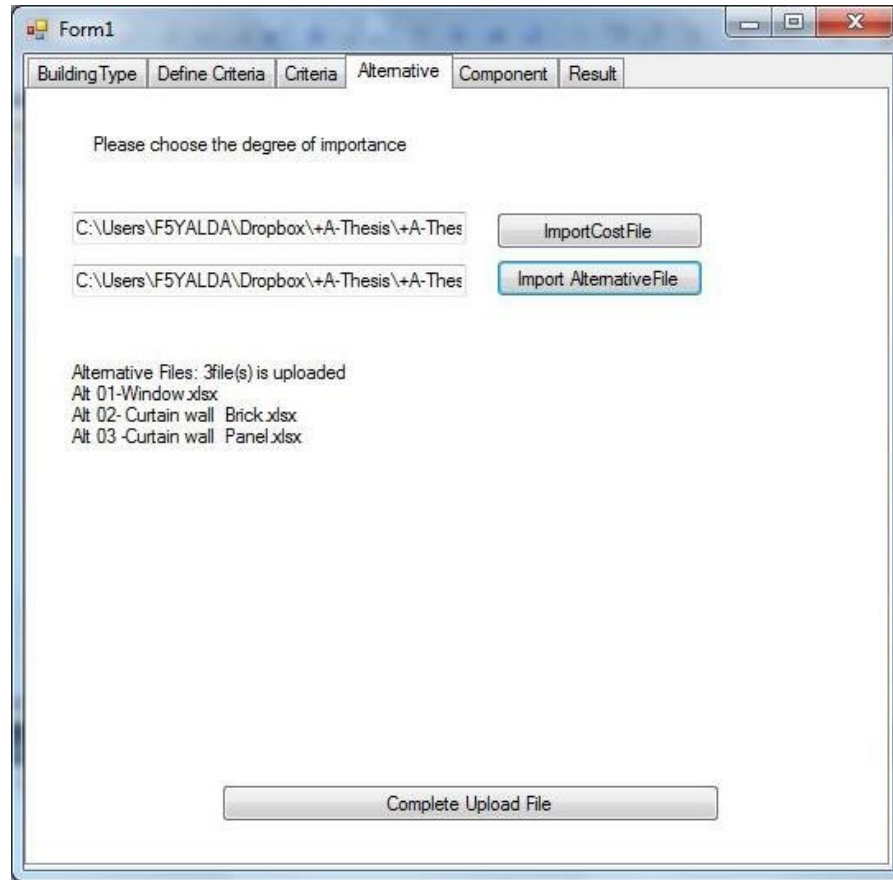 Form1
BuildingType Define Criteria Criteria Alternative Component Result
Please choose the degree of importance
C:\Users\F5YALDA\Dropbox\+A-Thesis\+A-Thes ImportCostFile
C:\Users\F5YALDA\Dropbox\+A-Thesis\+A-Thes Import AlternativeFile
Alternative Files: 3file(s) is uploaded
Alt 01-Window.xlsx
Alt 02- Curtain wall  Brick.xlsx
Alt 03 -Curtain wall  Panel.xlsx
Complete Upload File